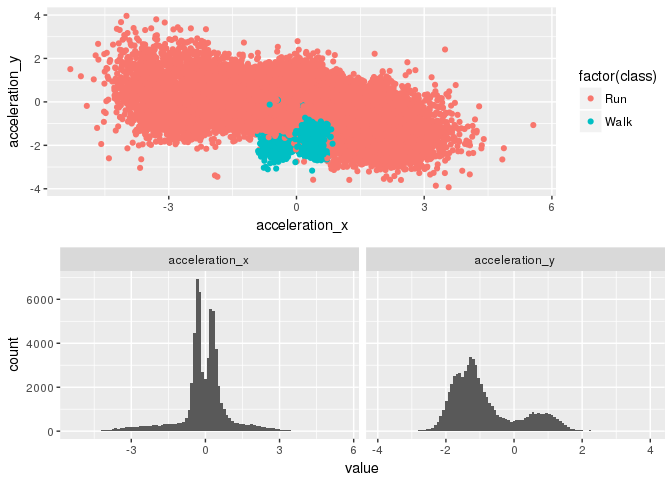 4
2
0
-2
-4
acceleration_y
-3
0
3
6
acceleration_x
factor(class)
Run
Walk
acceleration_x
acceleration_y
6000
4000
2000
0
count
-3
0
3
6
-4
-2
0
2
4
value